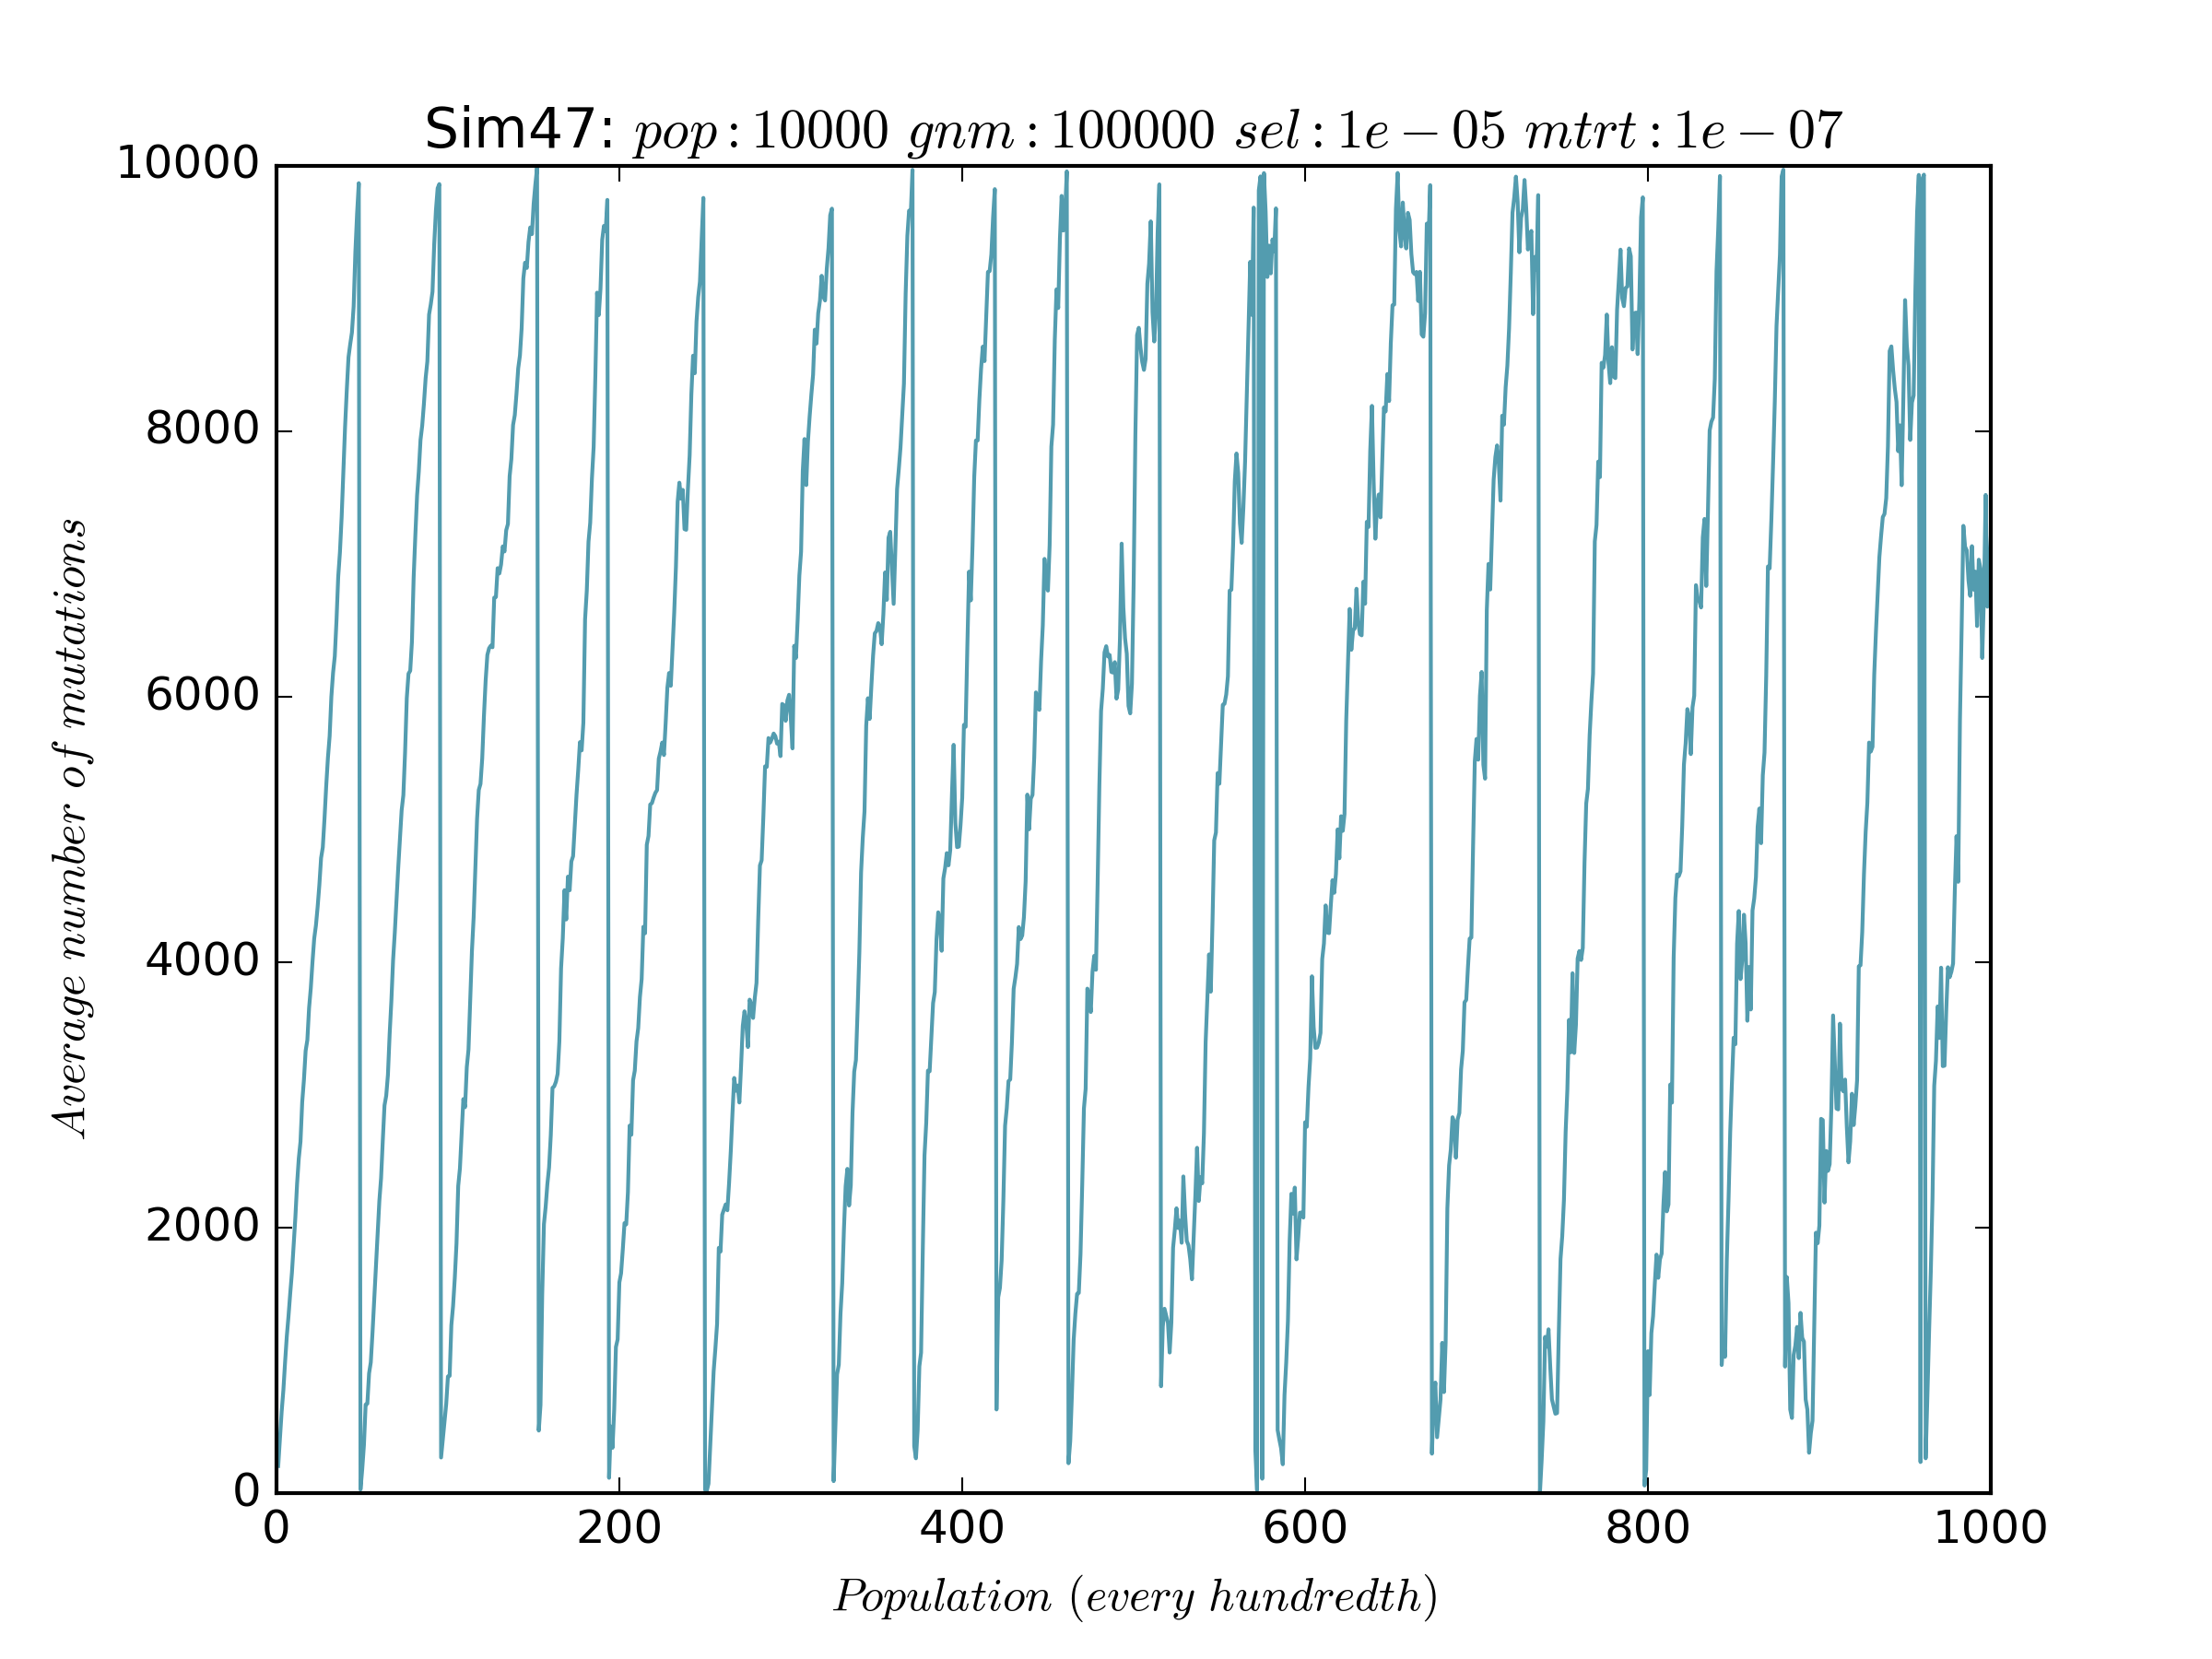 Sim47: pop : 10000 gnm : 100000 sel : 1e − 05 mtrt : 1e − 07
10000
8000
6000
4000
2000
0
Average number of mutations
0 200 400 600 800 1000
Population (every hundredth)